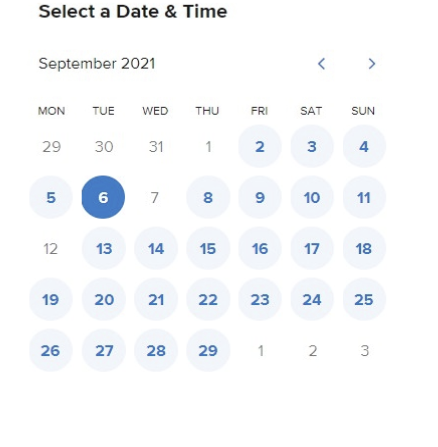 Select a Date & Time
September 2021
MON TUE WED THU FRI SAT SUN
29 30 31 1 2 3 4
5 6 7 8 9 10 11
12 13 14 15 16 17 18
19 20 21 22 23 24 25
26 27 28 29 1 2 3